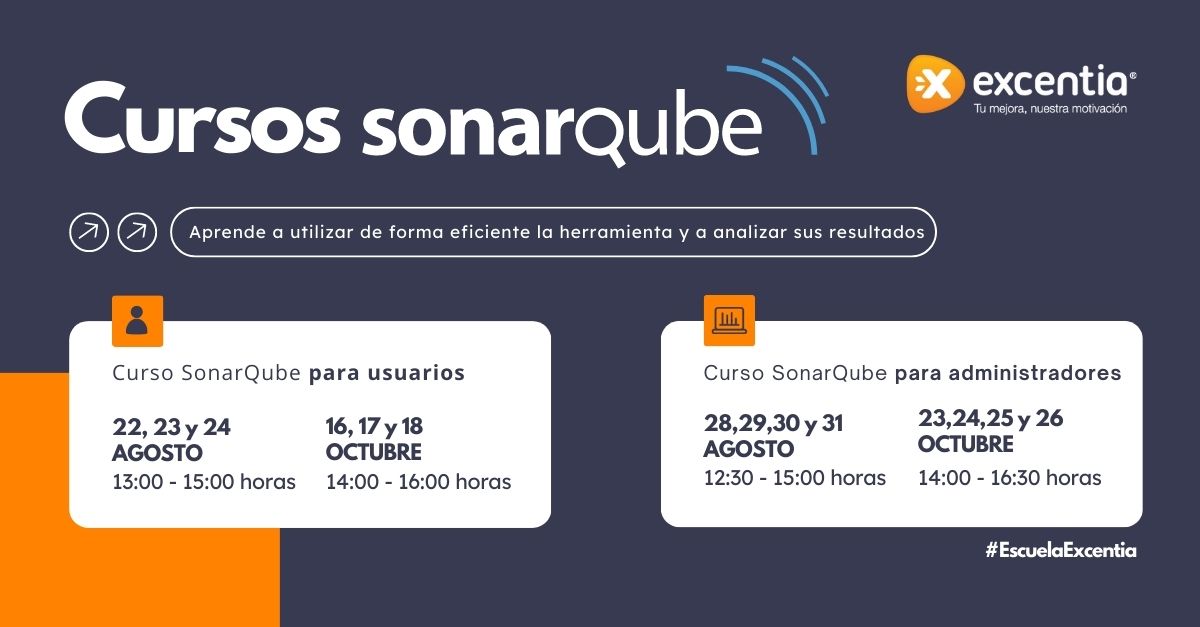 Cursos sonarqube
excentia®
Tu mejora, nuestra motivación
Aprende a utilizar de forma eficiente la herramienta y a analizar sus resultados
Curso SonarQube para usuarios
22, 23 y 24
AGOSTO
13:00 - 15:00 horas
16, 17 y 18
OCTUBRE
14:00 - 16:00 horas
Curso SonarQube para administradores
28,29,30 y 31
AGOSTO
12:30 - 15:00 horas
23,24,25 y 26
OCTUBRE
14:00 - 16:30 horas
#EscuelaExcentia